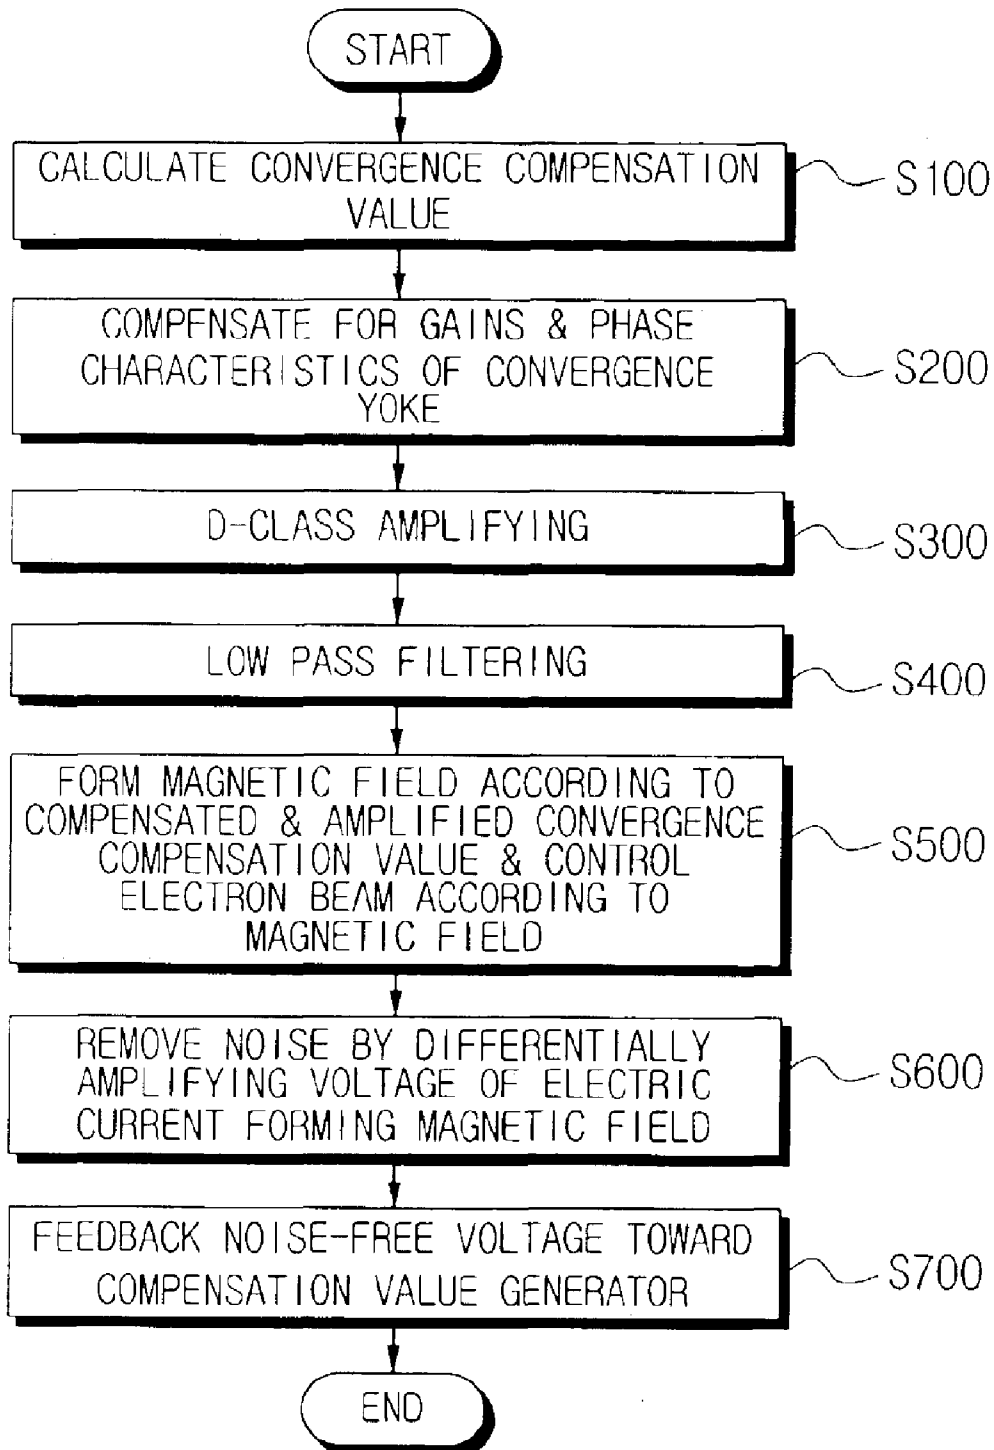 START
CALCULATE CONVERGENCE COMPENSATION
VALUE
S100
COMPENSATE FOR GAINS & PHASE
CHARACTERISTICS OF CONVERGENCE
YOKE
S200
D-CLASS AMPLIFYING
S300
LOW PASS FILTERING
S400
FORM MAGNETIC FIELD ACCORDING TO
COMPENSATED & AMPLIFIED CONVERGENCE
COMPENSATION VALUE & CONTROL
ELECTRON BEAM ACCORDING TO
MAGNETIC FIELD
S500
REMOVE NOISE BY DIFFERENTIALLY
AMPLIFYING VOLTAGE OF ELECTRIC
CURRENT FORMING MAGNETIC FIELD
S600
FEEDBACK NOISE-FREE VOLTAGE TOWARD
COMPENSATION VALUE GENERATOR
S700
END